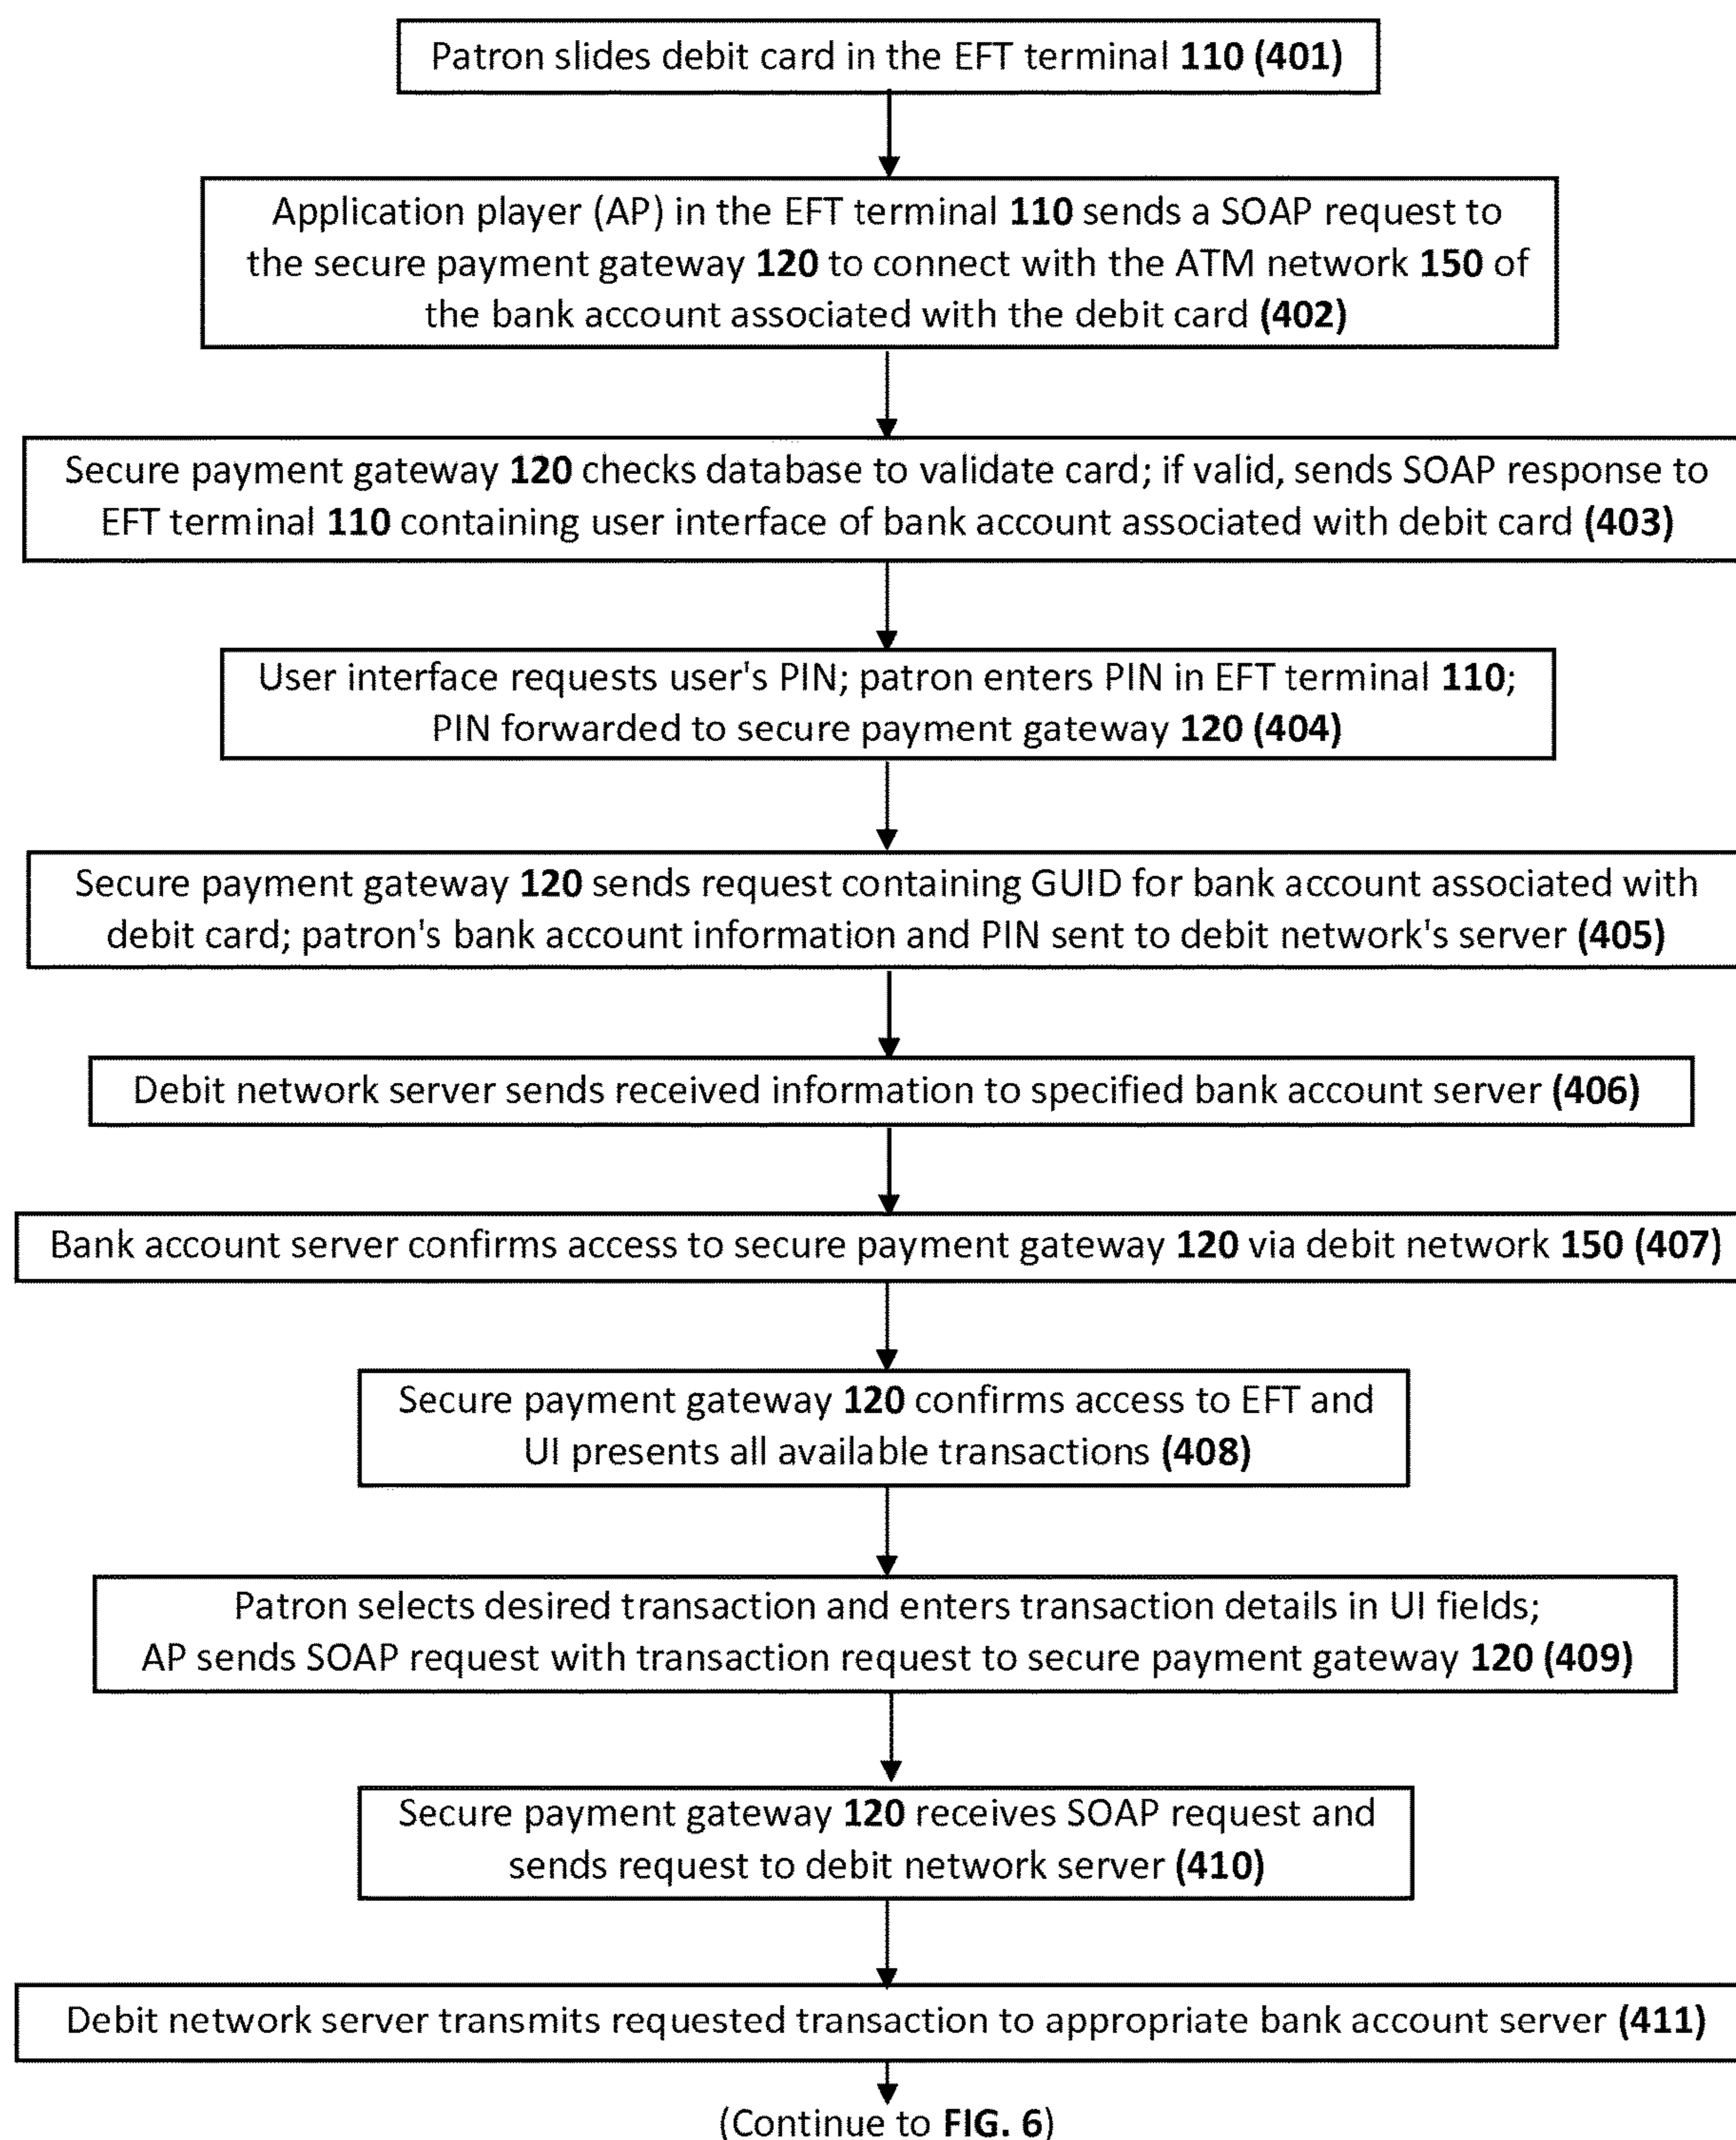 Patron slides debit card in the EFT terminal 110 (401)
Application player (AP) in the EFT terminal 110 sends a SOAP request to
the secure payment gateway 120 to connect with the ATM network 150 of
the bank account associated with the debit card (402)
Secure payment gateway 120 checks database to validate card; if valid, sends SOAP response to
EFT terminal 110 containing user interface of bank account associated with debit card (403)
User interface requests user's PIN; patron enters PIN in EFT terminal 110;
PIN forwarded to secure payment gateway 120 (404)
Secure payment gateway 120 sends request containing GUID for bank account associated with
debit card; patron's bank account information and PIN sent to debit network's server (405)
Debit network server sends received information to specified bank account server (406)
Bank account server confirms access to secure payment gateway 120 via debit network 150 (407)
Secure payment gateway 120 confirms access to EFT and
UI presents all available transactions (408)
Patron selects desired transaction and enters transaction details in UI fields;
AP sends SOAP request with transaction request to secure payment gateway 120 (409)
Secure payment gateway 120 receives SOAP request and
sends request to debit network server (410)
Debit network server transmits requested transaction to appropriate bank account server (411)
(Continue to FIG. 6)